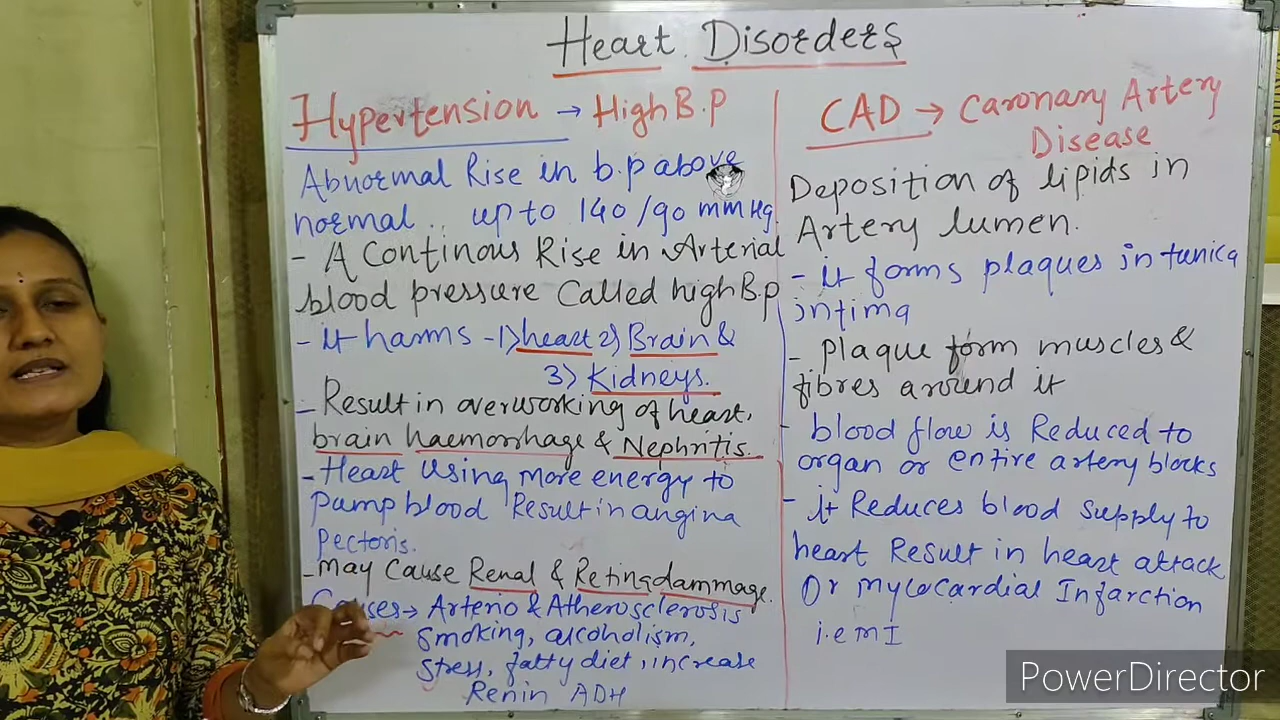 Heart Disorders
Hypertension → High B.P
Abnormal Rise in b.p above
normal.. up to 140/90 mmHg.
- A Continous Rise in Arterial
blood pressure Called high B.p
- it harms - 1) heart 2) Brain &
3) Kidneys.
- Result in overworking of heart,
brain haemorrhage & Nephritis.
- Heart Using more energy to
Pump blood Result in angina
pectoris.
- may cause Renal & Retina dammage.
Causes → Arterio & Atherosclerosis
Smoking, alcoholism,
Stress, fatty diet, increase
Renin ADH
CAD → Caronary Artery
Disease
Deposition of lipids in
Artery lumen.
- it forms plaques in tunica
intima
- plaque form muscles &
fibres around it
- blood flow is Reduced to
organ or entire artery blocks
- it Reduces blood supply to
heart Result in heart attack
Or myocardial Infarction
i.e MI
PowerDirector